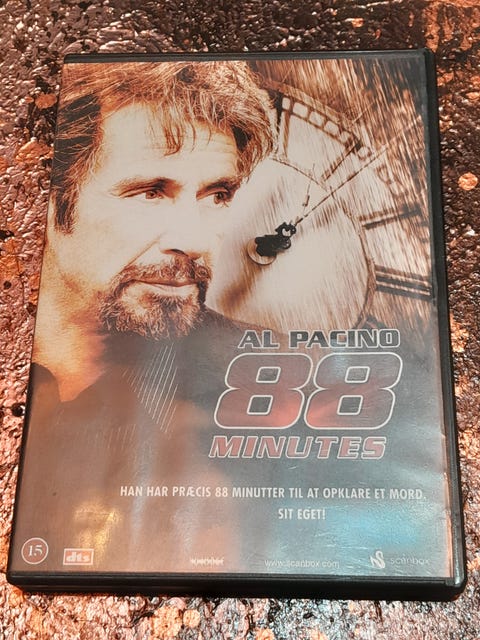 AL PACINO
88
MINUTES
HAN HAR PRÆCIS 88 MINUTTER TIL AT OPKLARE ET MORD.
SIT EGET!
15
dts
www.scanbox.com
scanbox